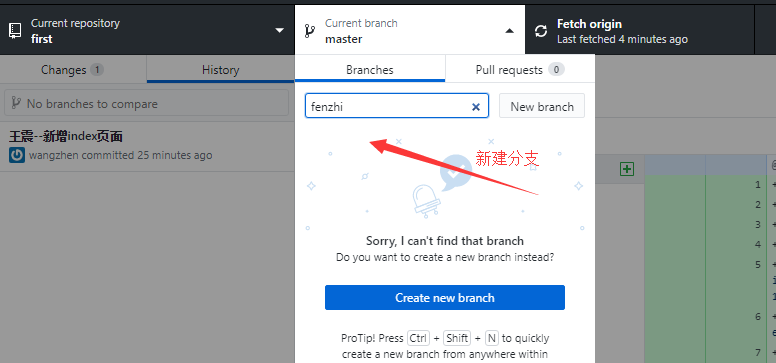 Current repository
first
Current branch
master
Fetch origin
Last fetched 4 minutes ago
Changes 1
History
Branches
Pull requests 0
No branches to compare
fenzhi
New branch
王震--新增index页面
wangzhen committed 25 minutes ago
新建分支
Sorry, I can't find that branch
Do you want to create a new branch instead?
Create new branch
ProTip! Press Ctrl + Shift + N to quickly
create a new branch from anywhere within
1 +
2 +
3 +
4 +
5 +
6 +
7 +